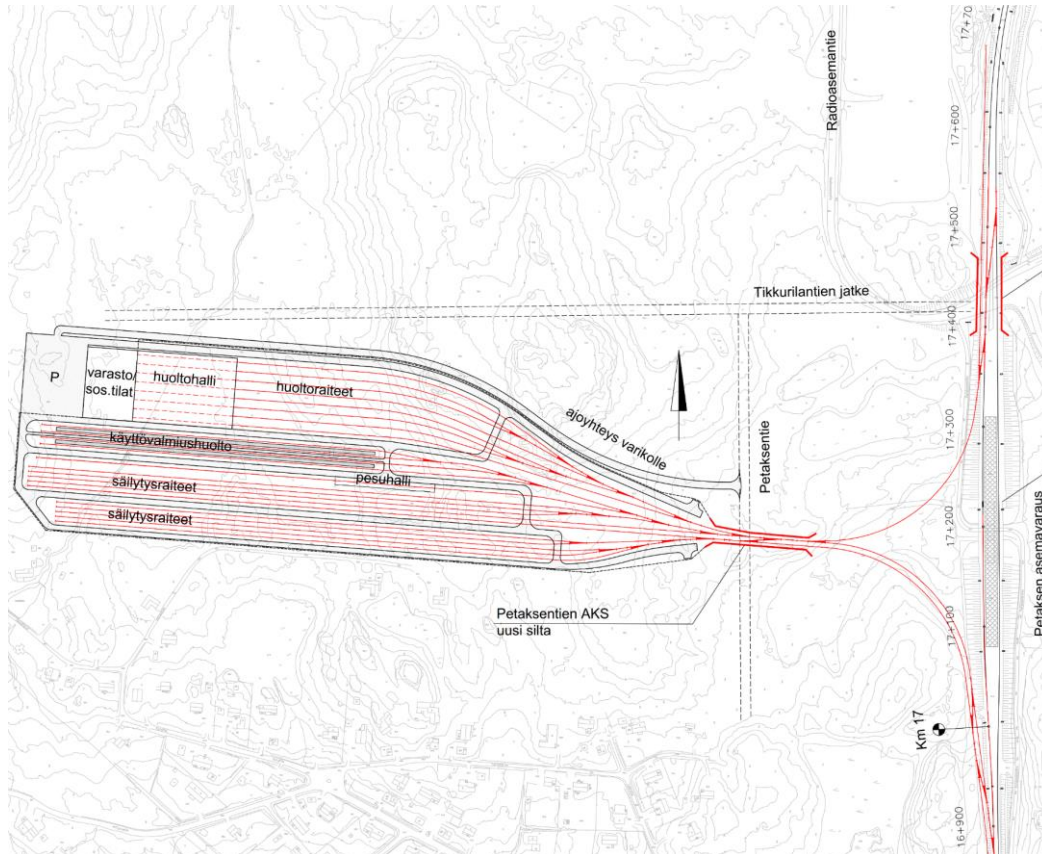 17+70
Radioasemantie
17+600
17+500
Tikkurilantien jatke
17+400
P
varasto/
sos.tilat
huoltohalli
huoltoraiteet
ajoyhteys varikolle
17+300
Petaksentie
käyttövalmiushuolto
pesuhalli
säilytysraiteet
säilytysraiteet
17+200
Petaksen asemavaraus
Petaksentien AKS
uusi silta
17+100
Km 17
16+900